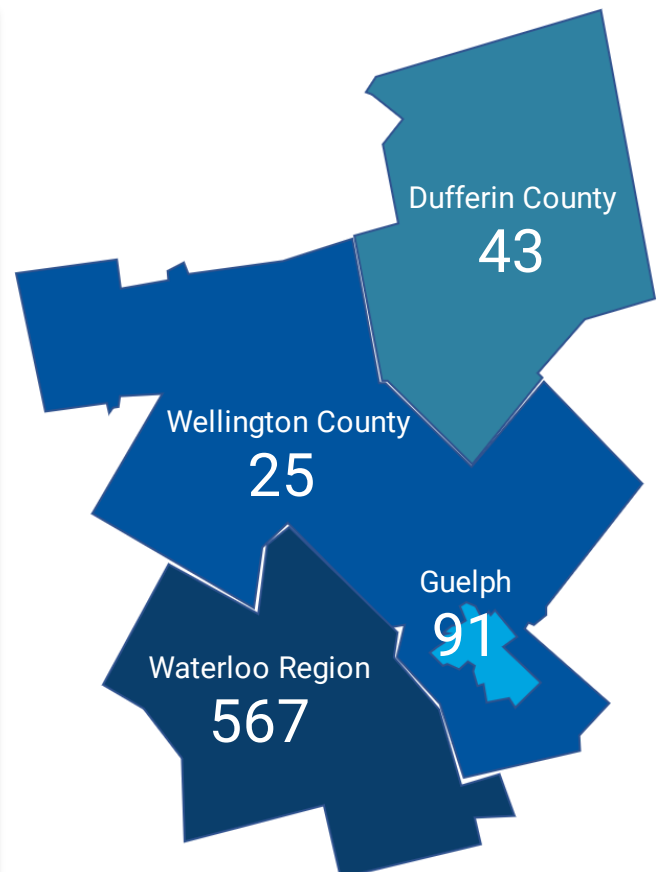 Dufferin County
43
Wellington County
25
Guelph
91
Waterloo Region
567